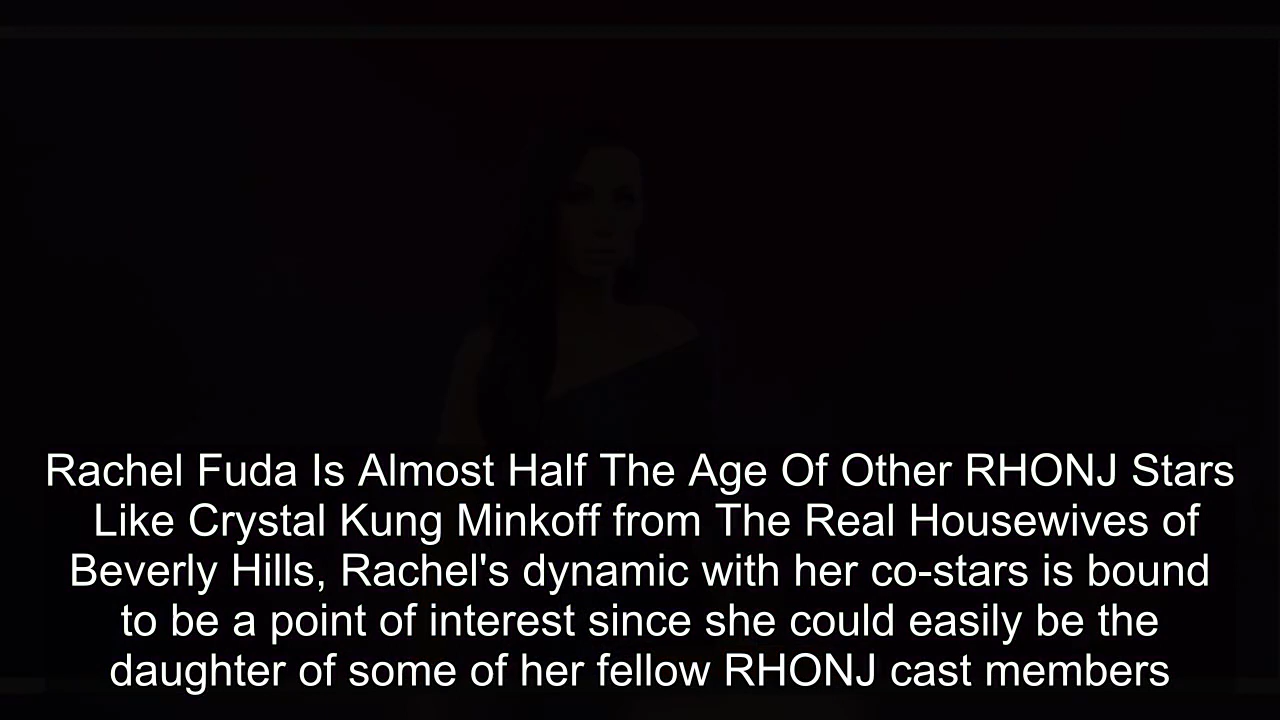 Rachel Fuda Is Almost Half The Age Of Other RHONJ Stars
Like Crystal Kung Minkoff from The Real Housewives of
Beverly Hills, Rachel's dynamic with her co-stars is bound
to be a point of interest since she could easily be the
daughter of some of her fellow RHONJ cast members